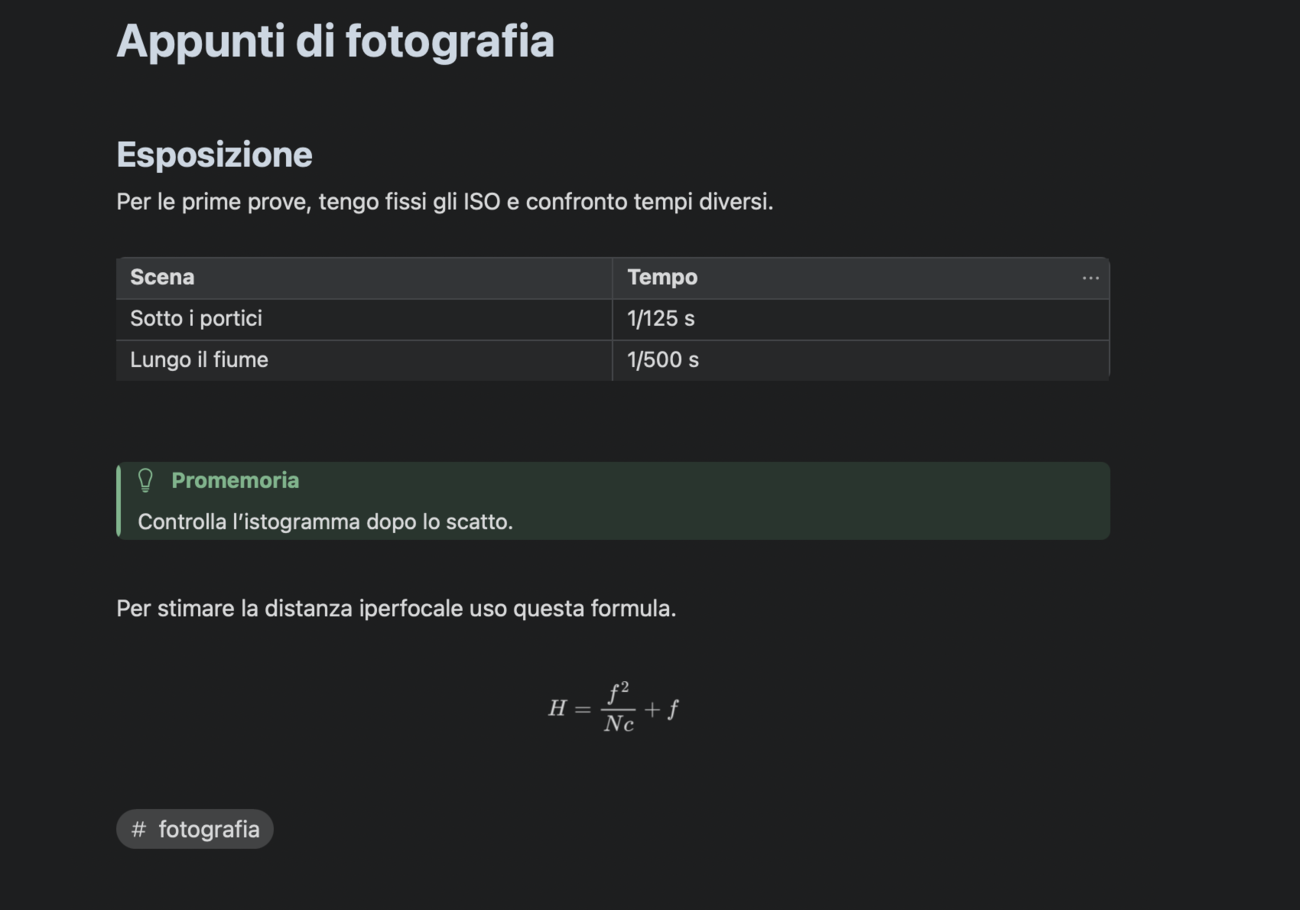 Appunti di fotografia
Esposizione
Per le prime prove, tengo fissi gli ISO e confronto tempi diversi.
Scena Tempo ...
Sotto i portici 1/125 s
Lungo il fiume 1/500 s
Promemoria
Controlla l’istogramma dopo lo scatto.
Per stimare la distanza iperfocale uso questa formula.
H = f² / Nc + f
# fotografia